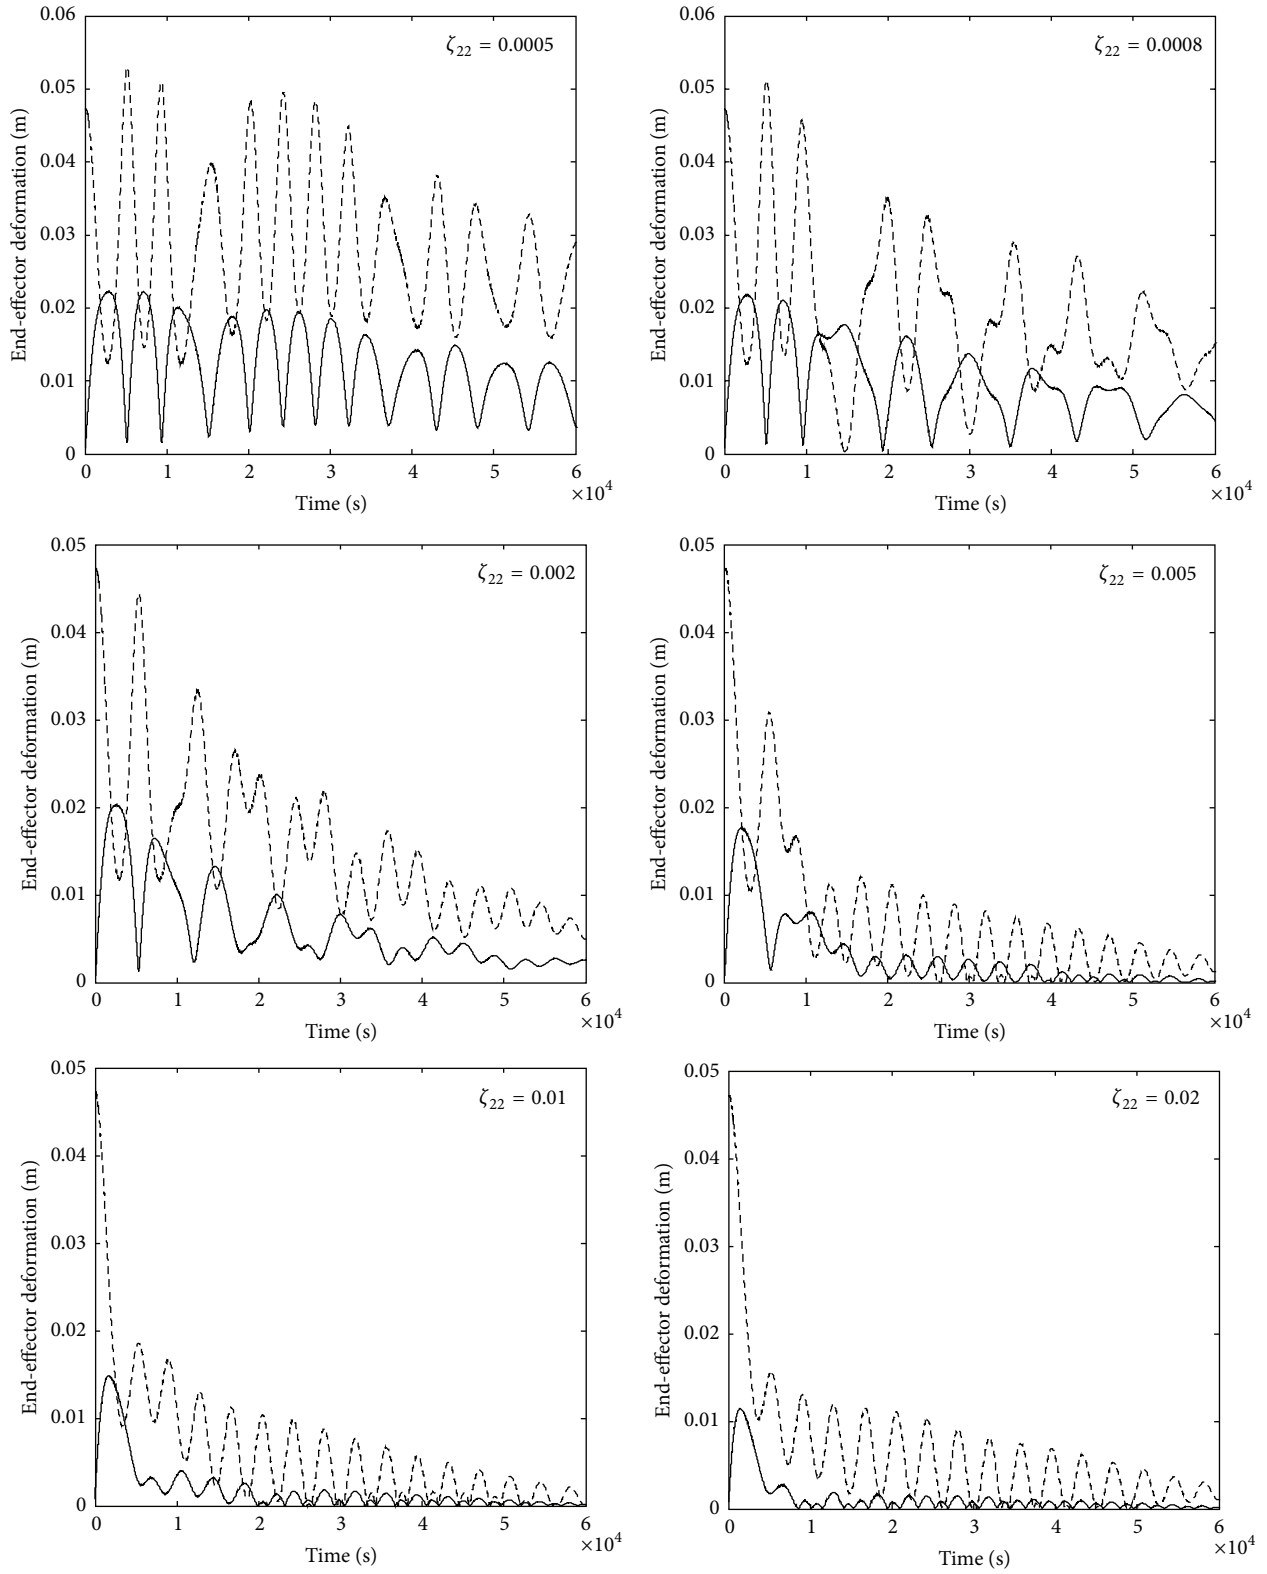 ζ22 = 0.0005
End-effector deformation (m)
0.06
0.05
0.04
0.03
0.02
0.01
0
0 1 2 3 4 5 6
×10^4
Time (s)
ζ22 = 0.0008
End-effector deformation (m)
0.06
0.05
0.04
0.03
0.02
0.01
0
0 1 2 3 4 5 6
×10^4
Time (s)
ζ22 = 0.002
End-effector deformation (m)
0.05
0.04
0.03
0.02
0.01
0
0 1 2 3 4 5 6
×10^4
Time (s)
ζ22 = 0.005
End-effector deformation (m)
0.05
0.04
0.03
0.02
0.01
0
0 1 2 3 4 5 6
×10^4
Time (s)
ζ22 = 0.01
End-effector deformation (m)
0.05
0.04
0.03
0.02
0.01
0
0 1 2 3 4 5 6
×10^4
Time (s)
ζ22 = 0.02
End-effector deformation (m)
0.05
0.04
0.03
0.02
0.01
0
0 1 2 3 4 5 6
×10^4
Time (s)